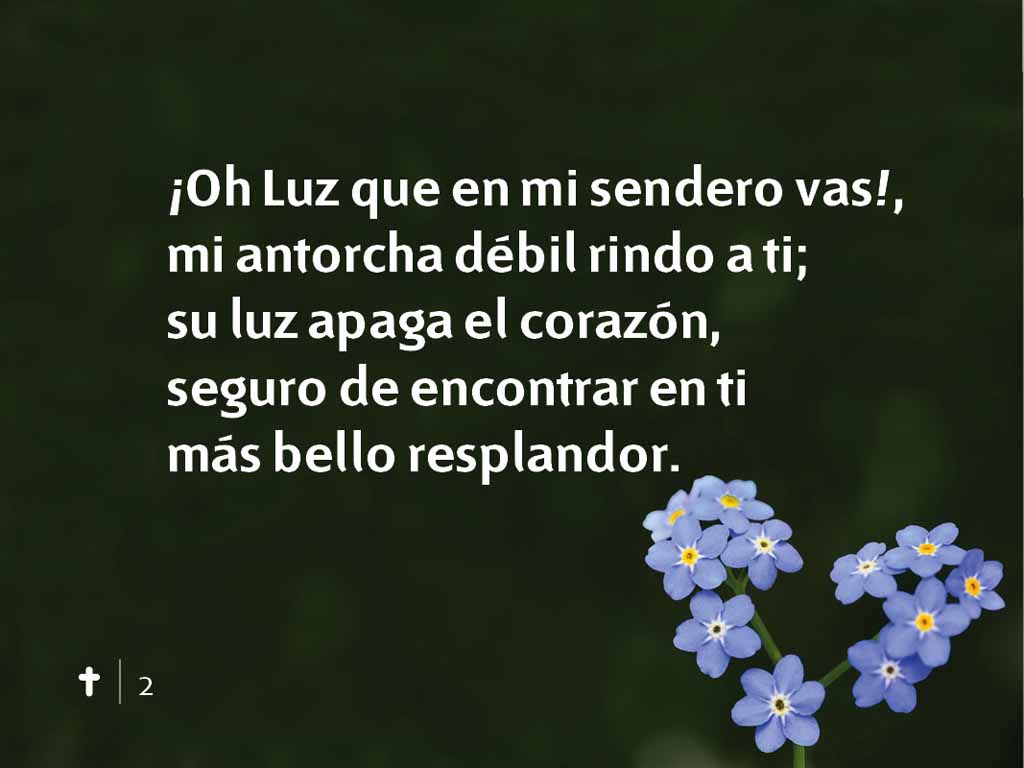 ¡Oh Luz que en mi sendero vas!,
mi antorcha débil rindo a ti;
su luz apaga el corazón,
seguro de encontrar en ti
más bello resplandor.
2